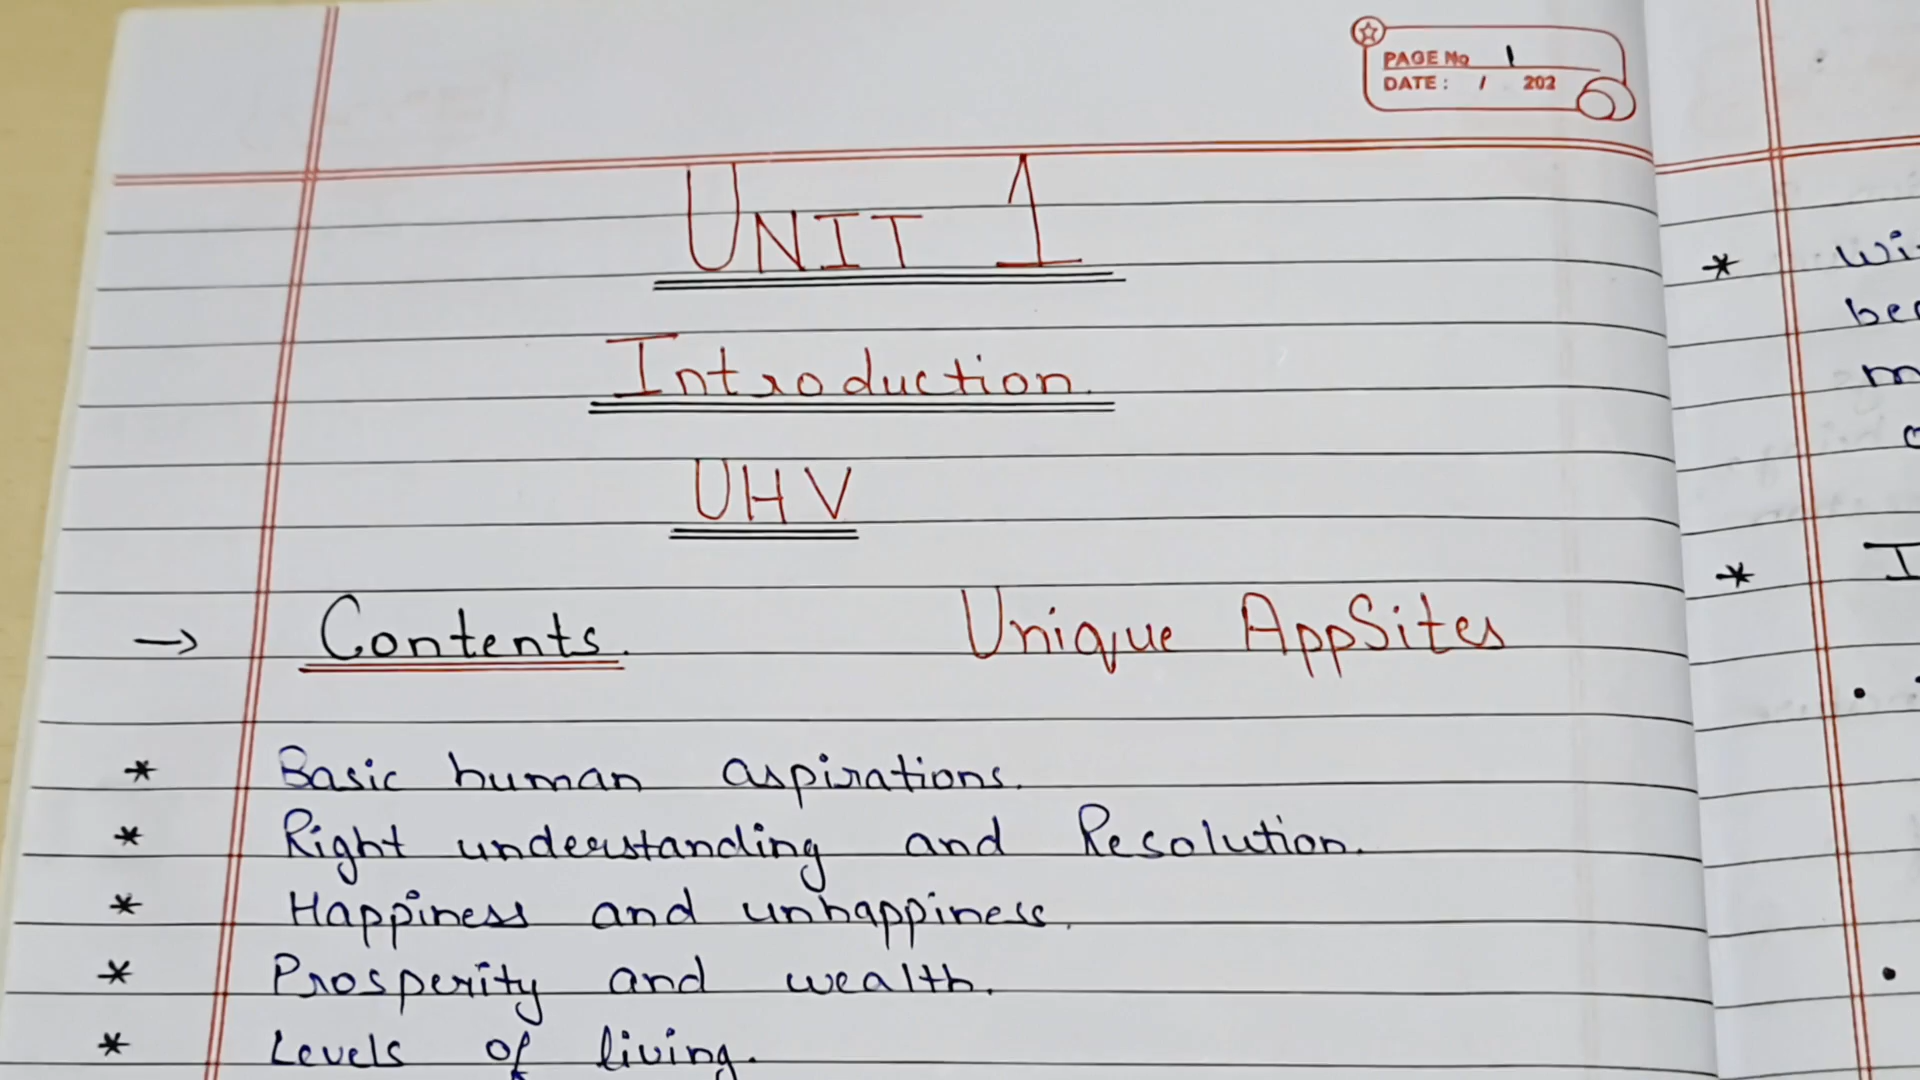 PAGE No 1
DATE: / 202
UNIT 1
Introduction
UHV
→ Contents. Unique AppSites
* Basic human aspirations.
* Right understanding and Resolution.
* Happiness and unhappiness.
* Prosperity and wealth.
* Levels of living.